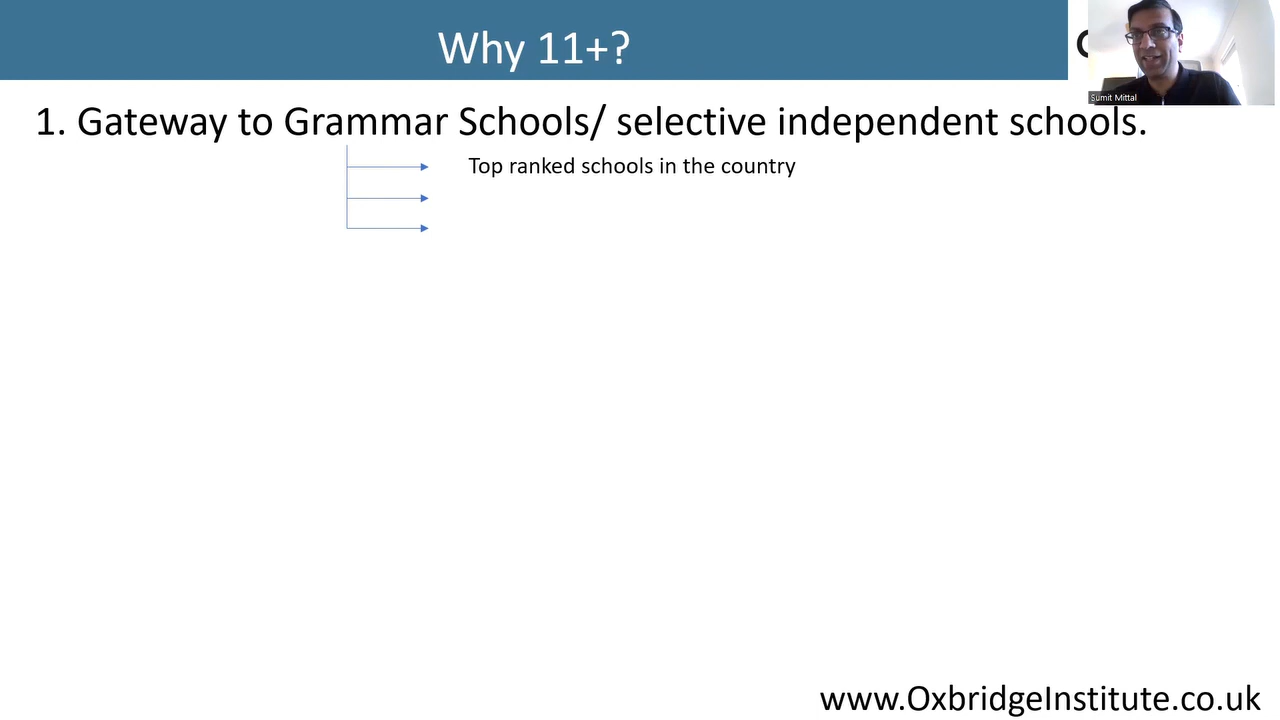 Why 11+?
Sumit Mittal
1. Gateway to Grammar Schools/ selective independent schools.
Top ranked schools in the country
www.OxbridgeInstitute.co.uk